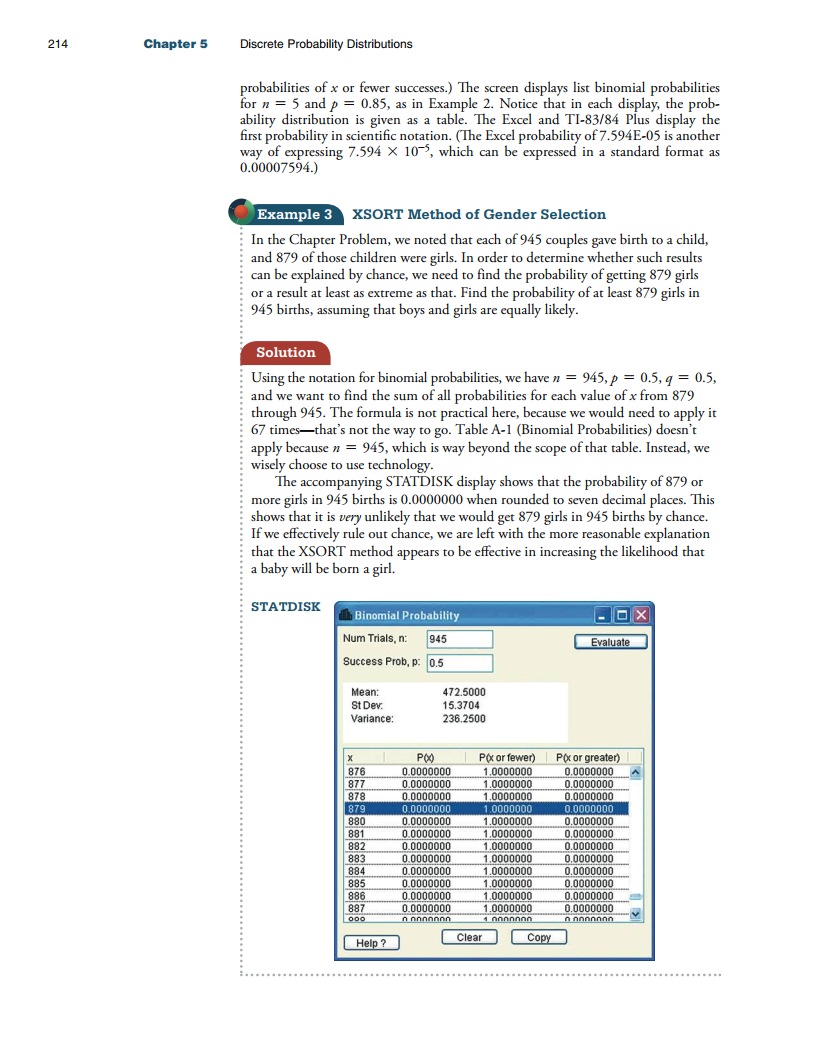 214 Chapter 5 Discrete Probability Distributions
probabilities of x or fewer successes.) The screen displays list binomial probabilities
for n = 5 and p = 0.85, as in Example 2. Notice that in each display, the prob-
ability distribution is given as a table. The Excel and TI-83/84 Plus display the
first probability in scientific notation. (The Excel probability of 7.594E-05 is another
way of expressing 7.594 × 10⁻⁵, which can be expressed in a standard format as
0.00007594.)
Example 3 XSORT Method of Gender Selection
In the Chapter Problem, we noted that each of 945 couples gave birth to a child,
and 879 of those children were girls. In order to determine whether such results
can be explained by chance, we need to find the probability of getting 879 girls
or a result at least as extreme as that. Find the probability of at least 879 girls in
945 births, assuming that boys and girls are equally likely.
Solution
Using the notation for binomial probabilities, we have n = 945, p = 0.5, q = 0.5,
and we want to find the sum of all probabilities for each value of x from 879
through 945. The formula is not practical here, because we would need to apply it
67 times—that's not the way to go. Table A-1 (Binomial Probabilities) doesn't
apply because n = 945, which is way beyond the scope of that table. Instead, we
wisely choose to use technology.
The accompanying STATDISK display shows that the probability of 879 or
more girls in 945 births is 0.0000000 when rounded to seven decimal places. This
shows that it is very unlikely that we would get 879 girls in 945 births by chance.
If we effectively rule out chance, we are left with the more reasonable explanation
that the XSORT method appears to be effective in increasing the likelihood that
a baby will be born a girl.
STATDISK
Binomial Probability
Num Trials, n: 945 Evaluate
Success Prob, p: 0.5
Mean: 472.5000
St Dev: 15.3704
Variance: 236.2500
x P(x) P(x or fewer) P(x or greater)
876 0.0000000 1.0000000 0.0000000
877 0.0000000 1.0000000 0.0000000
878 0.0000000 1.0000000 0.0000000
879 0.0000000 1.0000000 0.0000000
880 0.0000000 1.0000000 0.0000000
881 0.0000000 1.0000000 0.0000000
882 0.0000000 1.0000000 0.0000000
883 0.0000000 1.0000000 0.0000000
884 0.0000000 1.0000000 0.0000000
885 0.0000000 1.0000000 0.0000000
886 0.0000000 1.0000000 0.0000000
887 0.0000000 1.0000000 0.0000000
Help ? Clear Copy